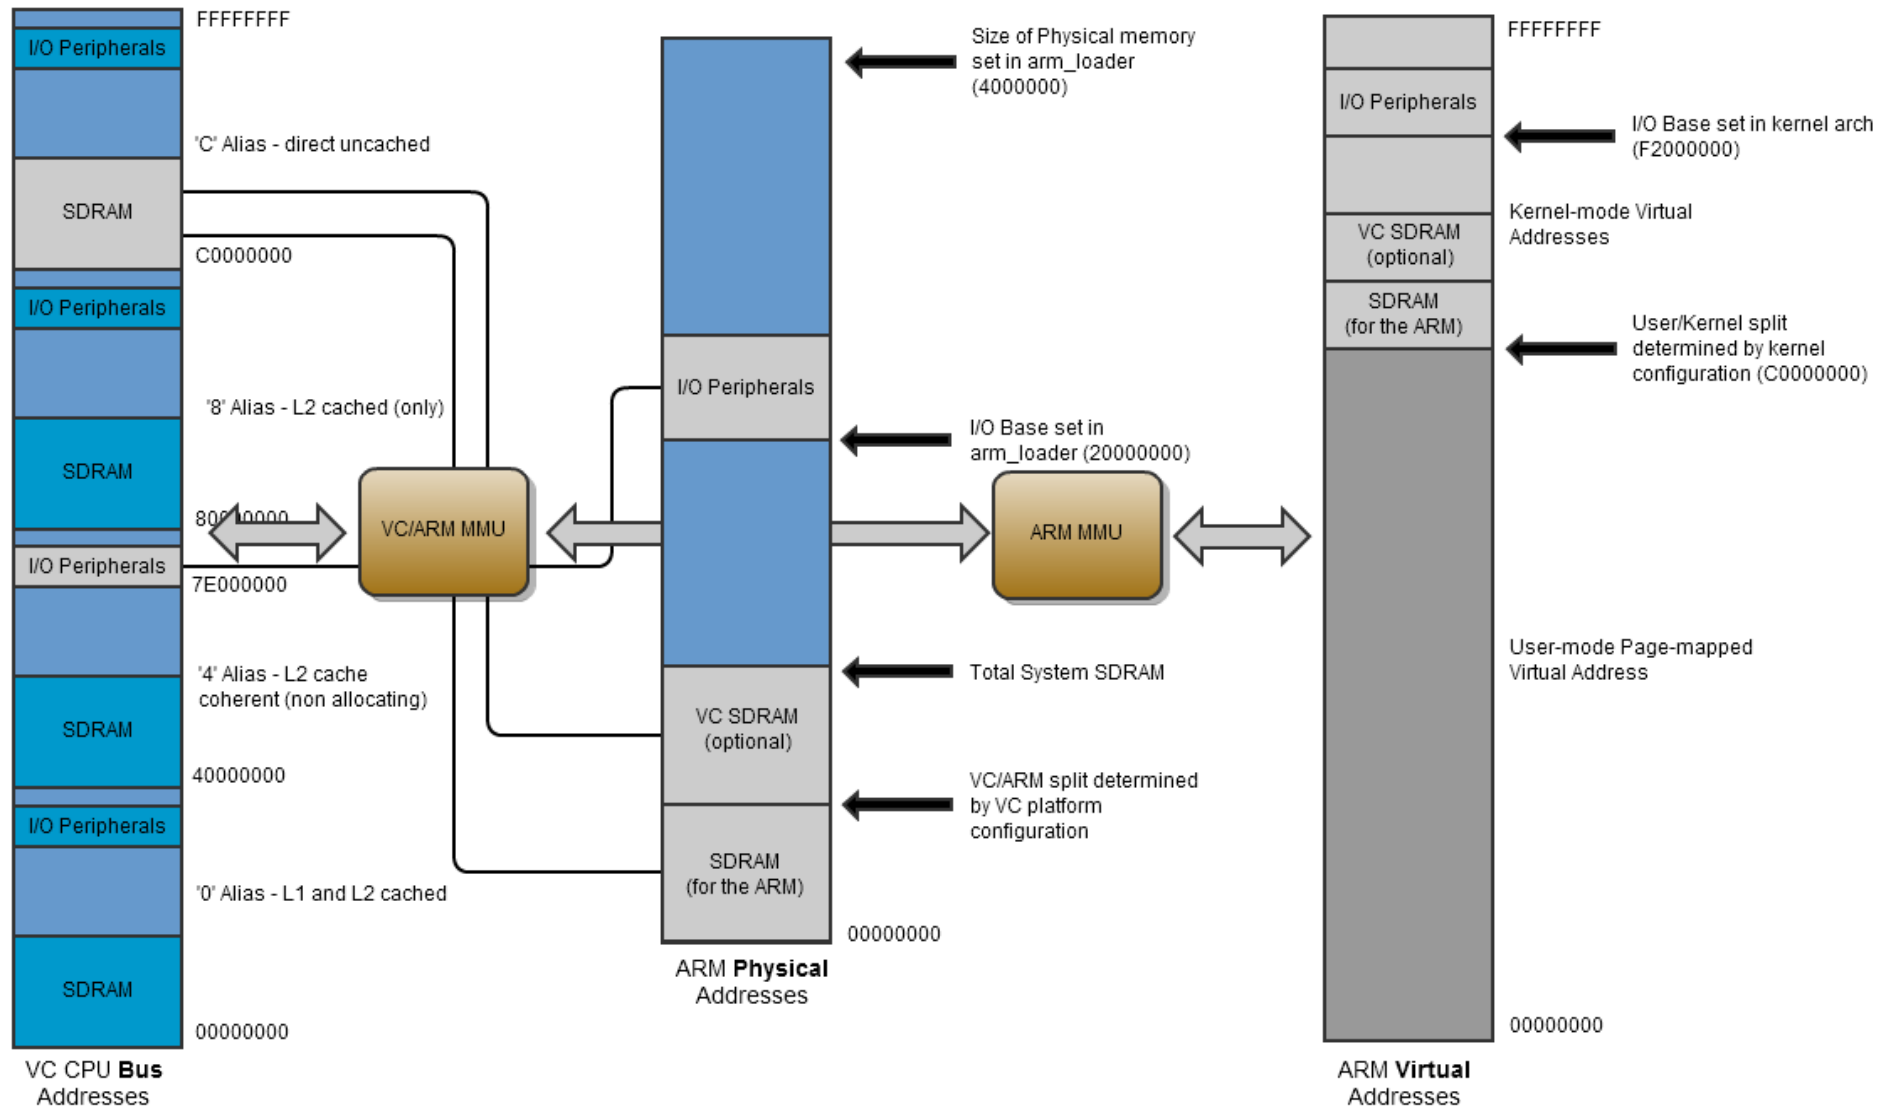 FFFFFFFF
I/O Peripherals
'C' Alias - direct uncached
SDRAM
C0000000
I/O Peripherals
'8' Alias - L2 cached (only)
SDRAM
80000000
I/O Peripherals
7E000000
'4' Alias - L2 cache
coherent (non allocating)
SDRAM
40000000
I/O Peripherals
'0' Alias - L1 and L2 cached
SDRAM
00000000
VC CPU Bus
Addresses
VC/ARM MMU
Size of Physical memory
set in arm_loader
(4000000)
I/O Peripherals
I/O Base set in
arm_loader (20000000)
Total System SDRAM
VC SDRAM
(optional)
VC/ARM split determined
by VC platform
configuration
SDRAM
(for the ARM)
00000000
ARM Physical
Addresses
ARM MMU
FFFFFFFF
I/O Peripherals
I/O Base set in kernel arch
(F2000000)
Kernel-mode Virtual
Addresses
VC SDRAM
(optional)
SDRAM
(for the ARM)
User/Kernel split
determined by kernel
configuration (C0000000)
User-mode Page-mapped
Virtual Address
00000000
ARM Virtual
Addresses